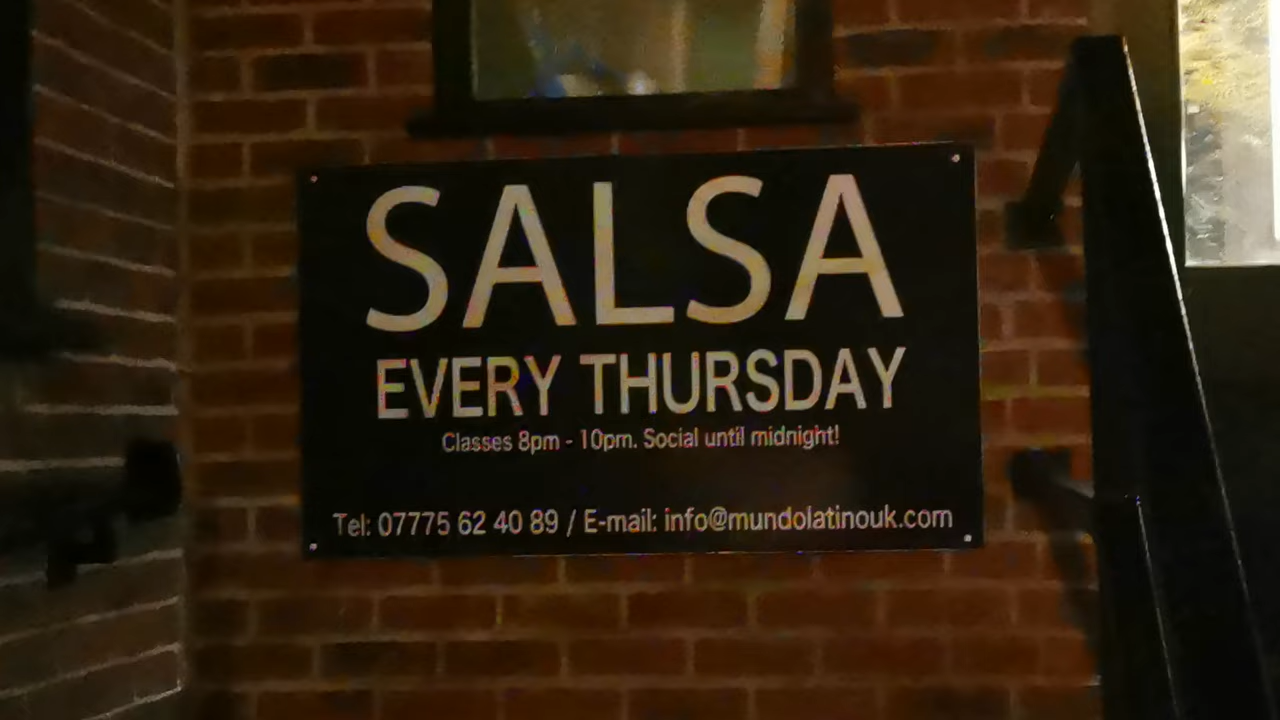 SALSA
EVERY THURSDAY
Classes 8pm - 10pm. Social until midnight!
Tel: 07775 62 40 89 / E-mail: info@mundolatinouk.com